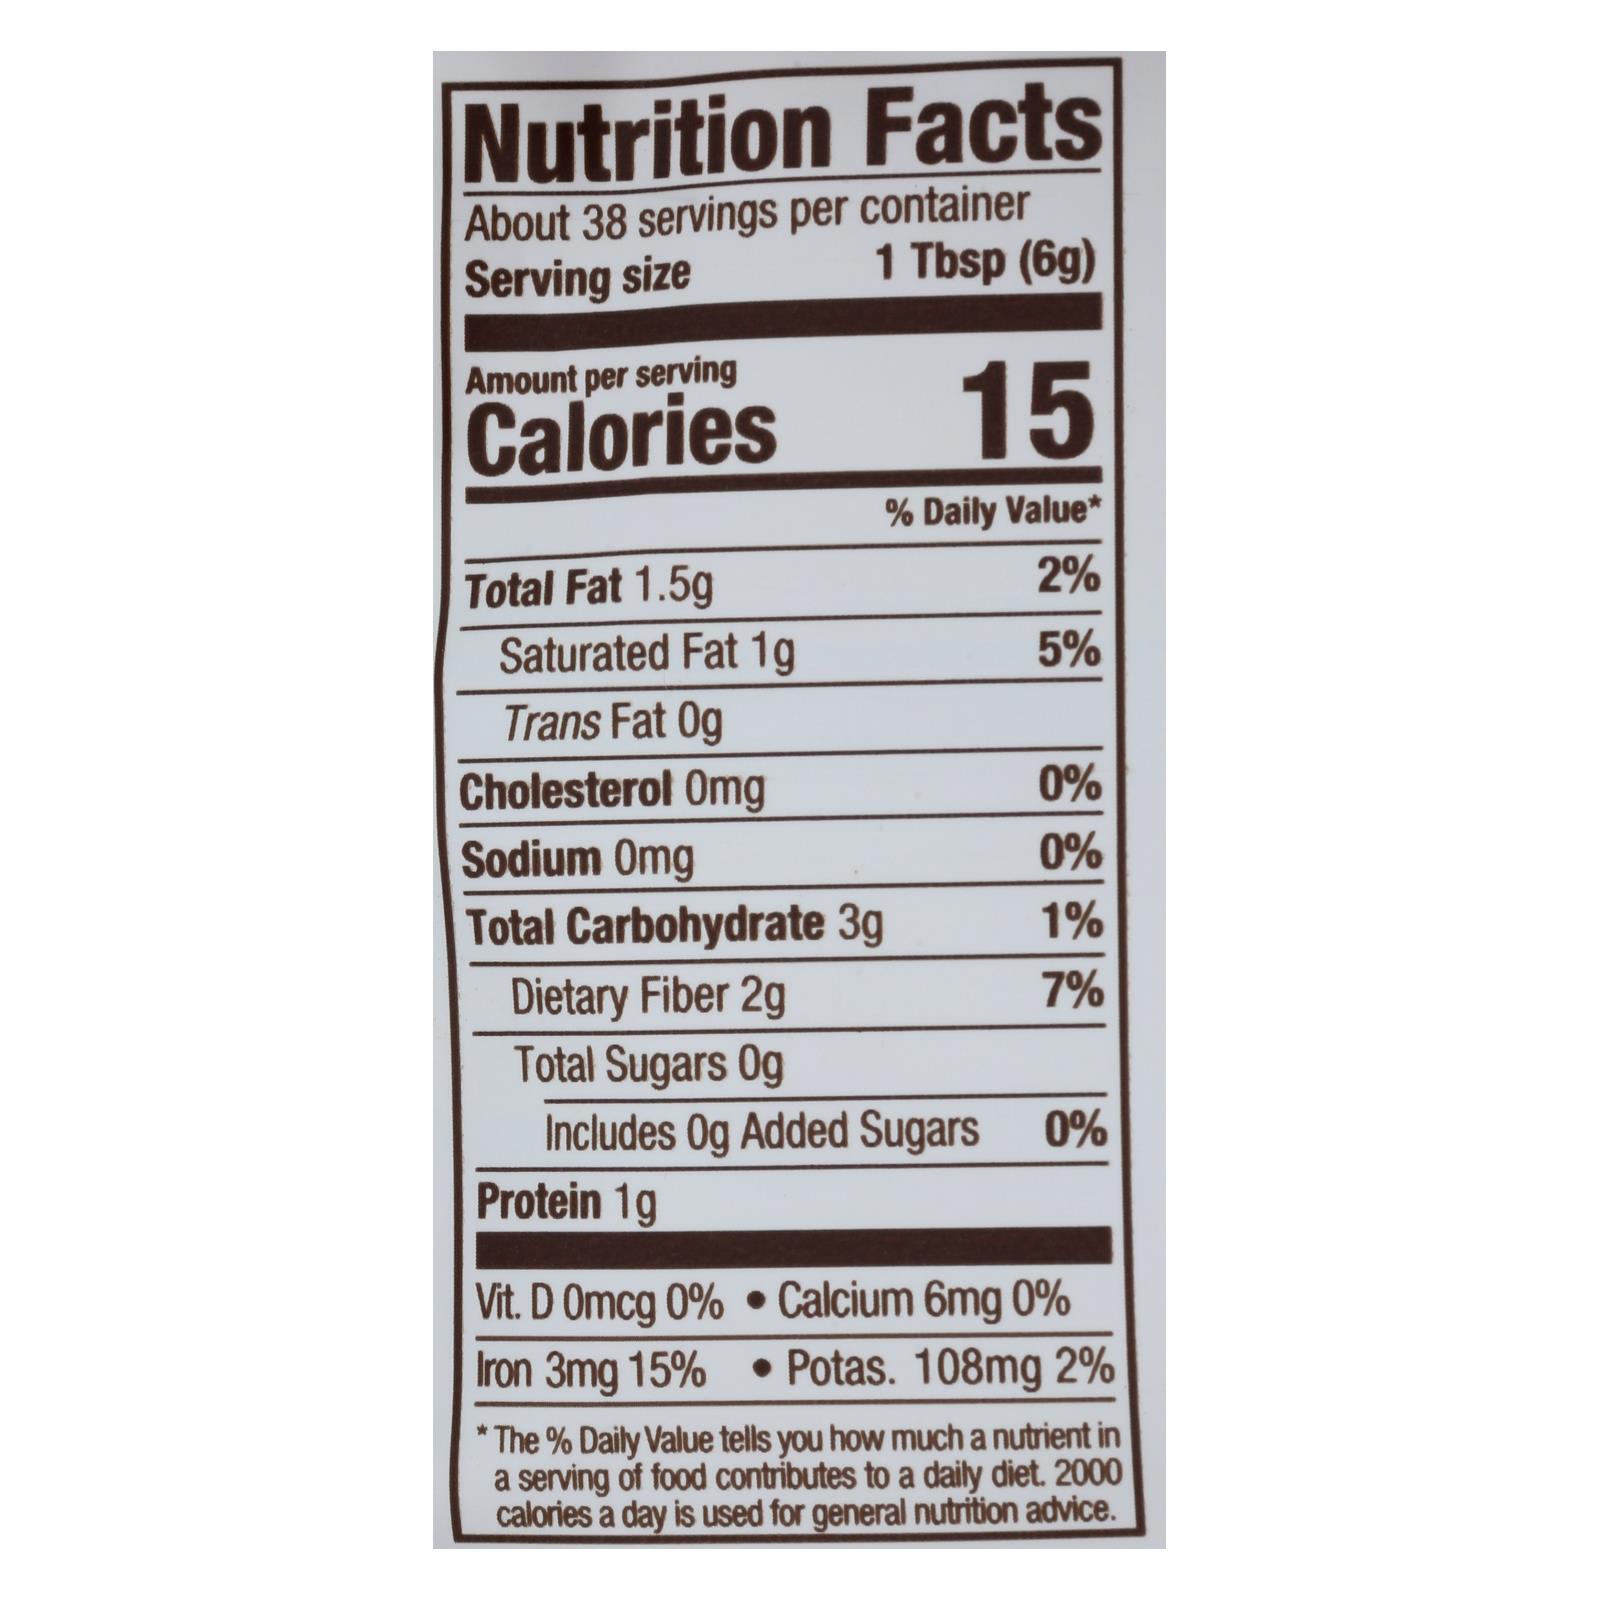 Nutrition Facts
About 38 servings per container
Serving size 1 Tbsp (6g)
Amount per serving
Calories 15
% Daily Value*
Total Fat 1.5g 2%
Saturated Fat 1g 5%
Trans Fat 0g
Cholesterol 0mg 0%
Sodium 0mg 0%
Total Carbohydrate 3g 1%
Dietary Fiber 2g 7%
Total Sugars 0g
Includes 0g Added Sugars 0%
Protein 1g
Vit. D 0mcg 0% • Calcium 6mg 0%
Iron 3mg 15% • Potas. 108mg 2%
* The % Daily Value tells you how much a nutrient in
a serving of food contributes to a daily diet. 2000
calories a day is used for general nutrition advice.